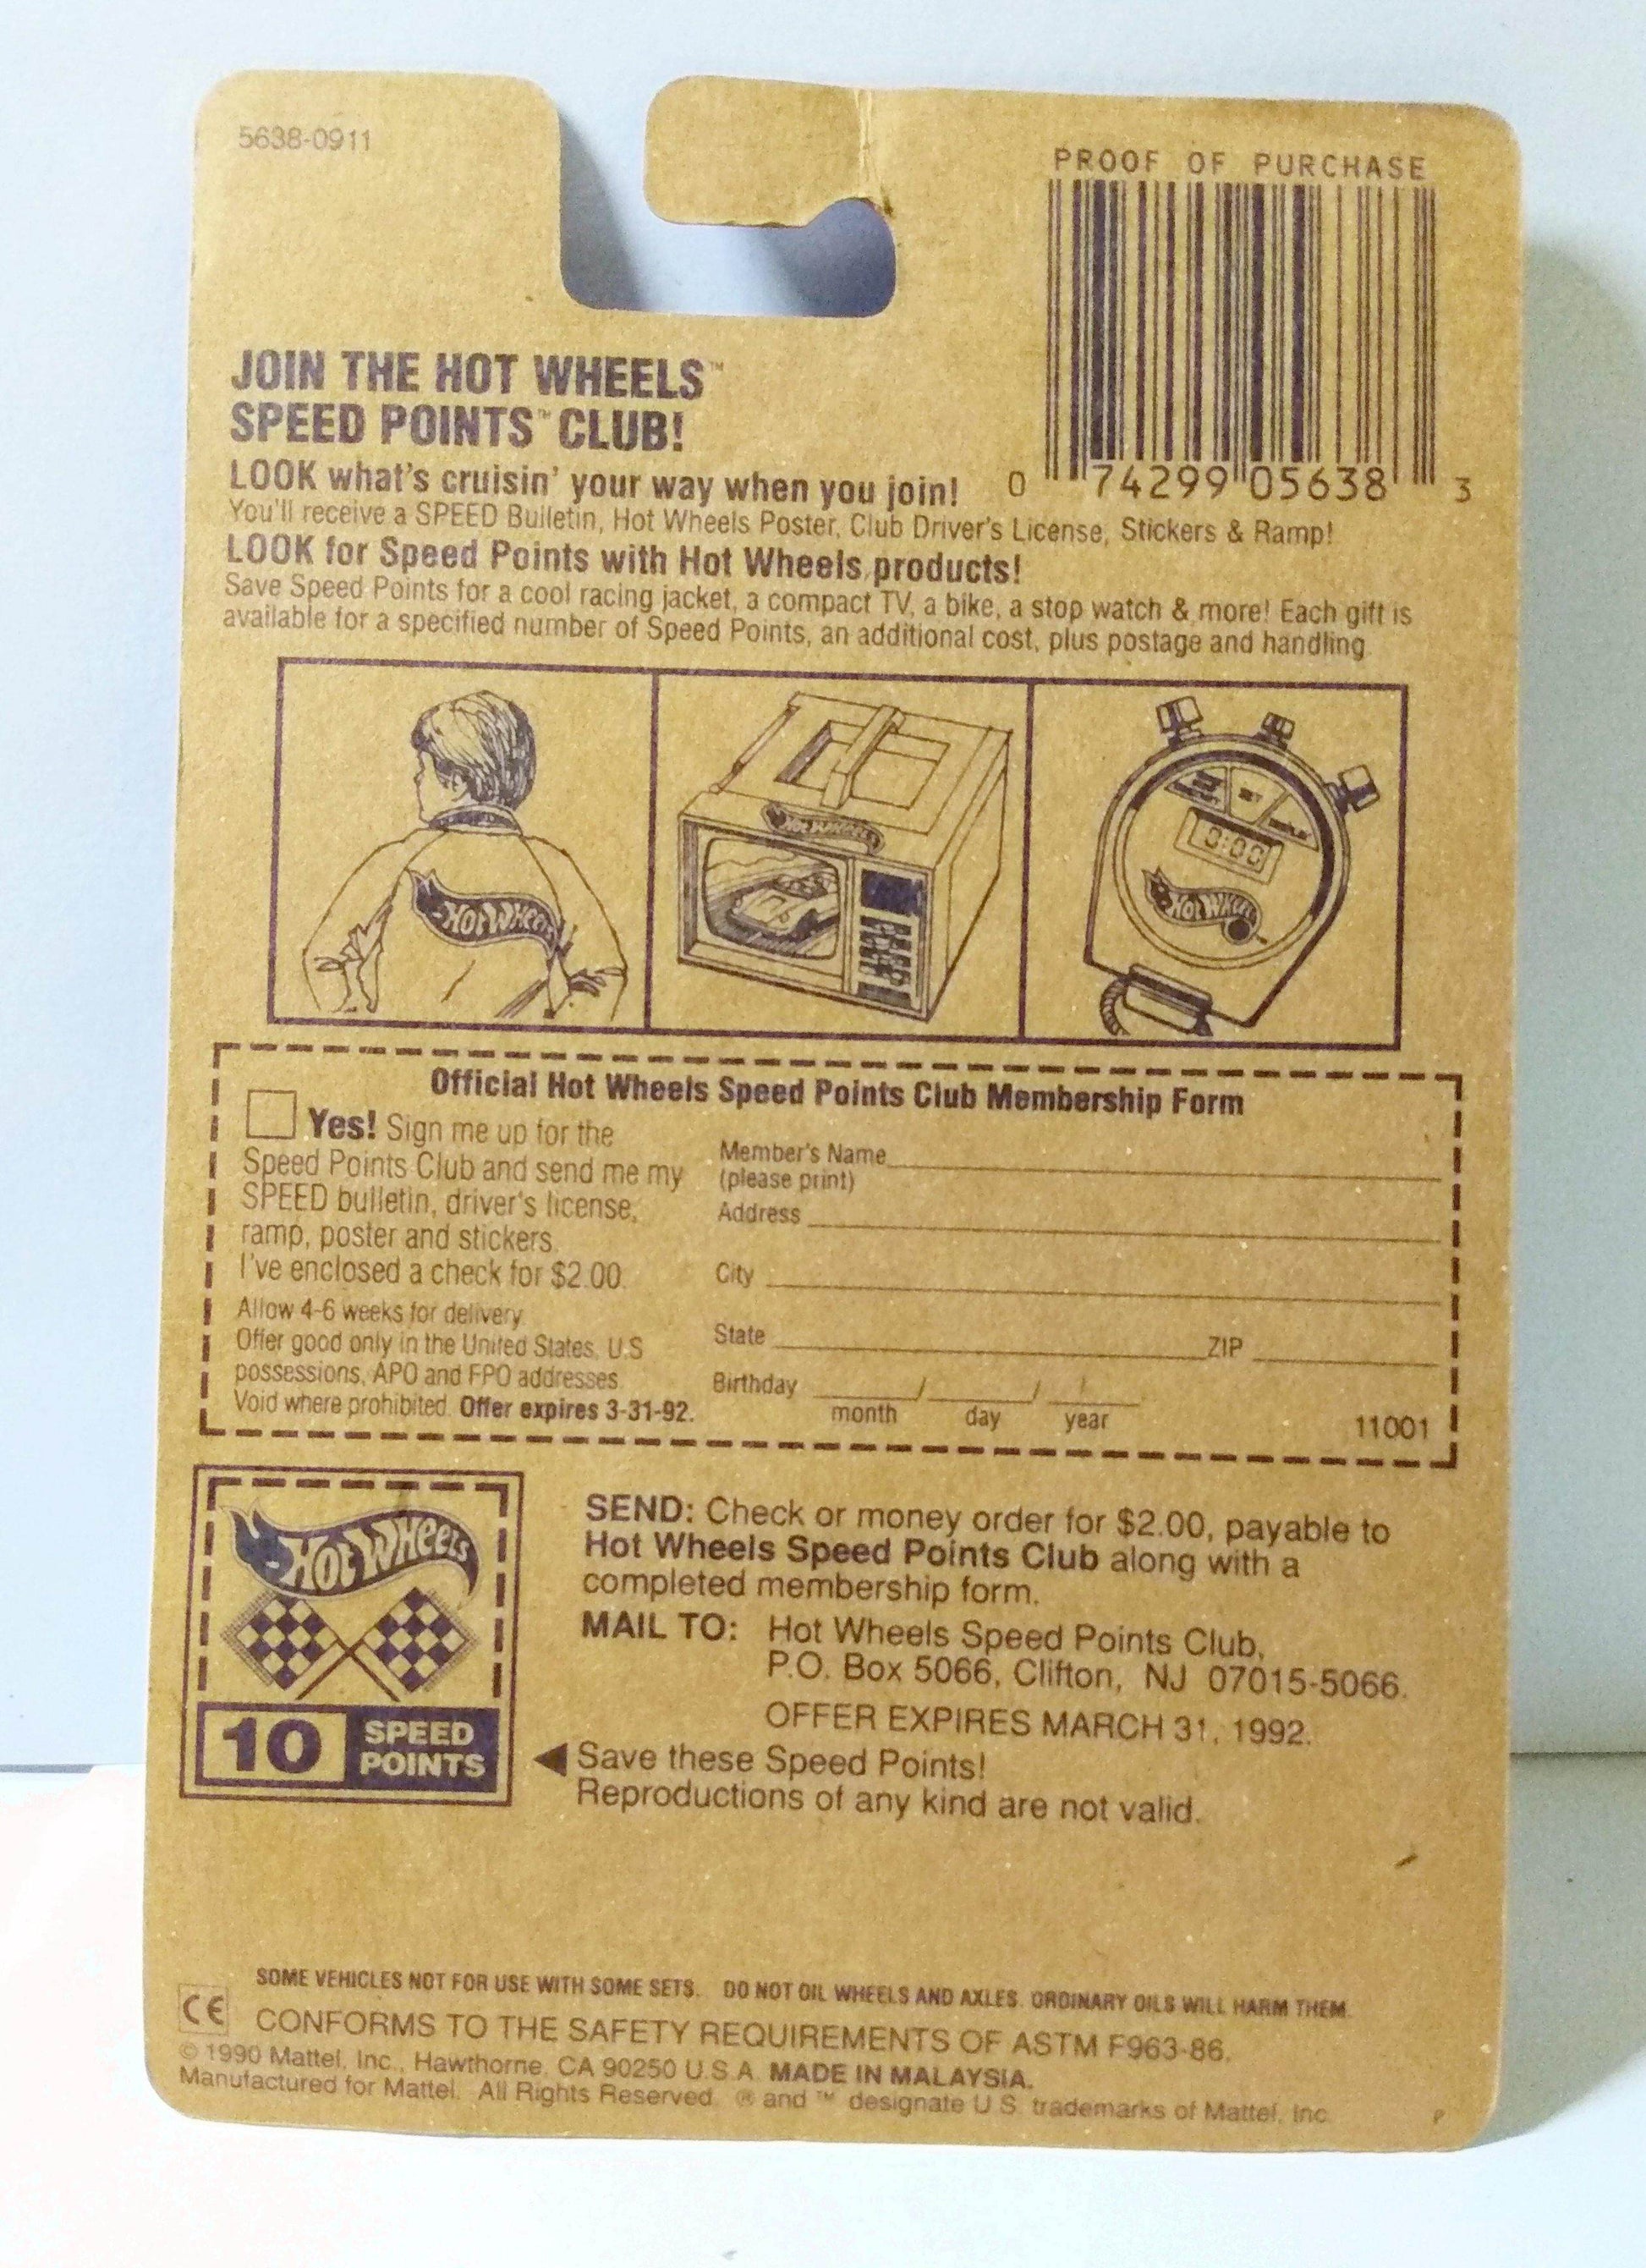 5638-0911
PROOF OF PURCHASE
0 74299 05638 3
JOIN THE HOT WHEELS™
SPEED POINTS™ CLUB!
LOOK what's cruisin' your way when you join!
You'll receive a SPEED Bulletin, Hot Wheels Poster, Club Driver's License, Stickers & Ramp!
LOOK for Speed Points with Hot Wheels products!
Save Speed Points for a cool racing jacket, a compact TV, a bike, a stop watch & more! Each gift is
available for a specified number of Speed Points, an additional cost, plus postage and handling.
HOT WHEELS
HOT WHEELS
SET
0:00
HOT WHEELS
Official Hot Wheels Speed Points Club Membership Form
Yes! Sign me up for the
Speed Points Club and send me my
SPEED bulletin, driver's license,
ramp, poster and stickers.
I've enclosed a check for $2.00.
Allow 4-6 weeks for delivery.
Offer good only in the United States, U.S.
possessions, APO and FPO addresses.
Void where prohibited. Offer expires 3-31-92.
Member's Name
(please print)
Address
City
State ZIP
Birthday / /
month day year
11001
HOT WHEELS
10 SPEED
POINTS
SEND: Check or money order for $2.00, payable to
Hot Wheels Speed Points Club along with a
completed membership form.
MAIL TO: Hot Wheels Speed Points Club,
P.O. Box 5066, Clifton, NJ 07015-5066.
OFFER EXPIRES MARCH 31, 1992.
Save these Speed Points!
Reproductions of any kind are not valid.
SOME VEHICLES NOT FOR USE WITH SOME SETS. DO NOT OIL WHEELS AND AXLES. ORDINARY OILS WILL HARM THEM.
CE CONFORMS TO THE SAFETY REQUIREMENTS OF ASTM F963-86.
© 1990 Mattel, Inc., Hawthorne, CA 90250 U.S.A. MADE IN MALAYSIA.
Manufactured for Mattel. All Rights Reserved. ® and ™ designate U.S. trademarks of Mattel, Inc.
P